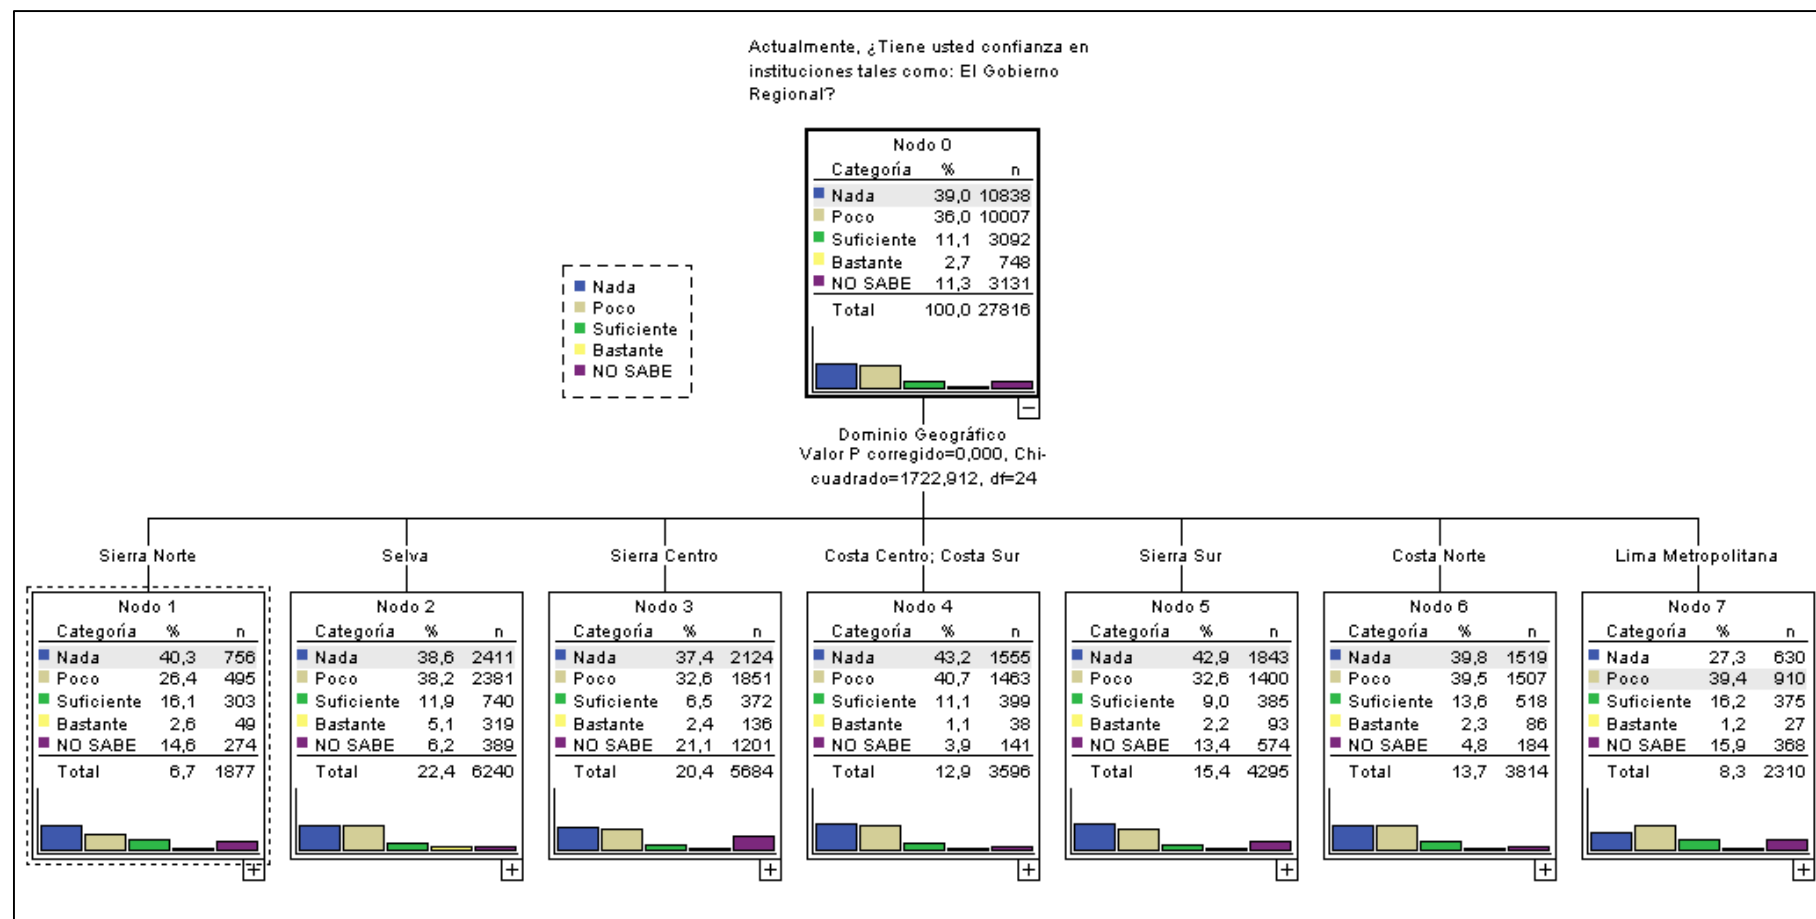 Actualmente, ¿Tiene usted confianza en
instituciones tales como: El Gobierno
Regional?
Nodo 0
Categoría % n
Nada 39,0 10838
Poco 36,0 10007
Suficiente 11,1 3092
Bastante 2,7 748
NO SABE 11,3 3131
Total 100,0 27816
Nada
Poco
Suficiente
Bastante
NO SABE
Dominio Geográfico
Valor P corregido=0,000, Chi-
cuadrado=1722,912, df=24
Sierra Norte
Nodo 1
Categoría % n
Nada 40,3 756
Poco 26,4 495
Suficiente 16,1 303
Bastante 2,6 49
NO SABE 14,6 274
Total 6,7 1877
Selva
Nodo 2
Categoría % n
Nada 38,6 2411
Poco 38,2 2381
Suficiente 11,9 740
Bastante 5,1 319
NO SABE 6,2 389
Total 22,4 6240
Sierra Centro
Nodo 3
Categoría % n
Nada 37,4 2124
Poco 32,6 1851
Suficiente 6,5 372
Bastante 2,4 136
NO SABE 21,1 1201
Total 20,4 5684
Costa Centro; Costa Sur
Nodo 4
Categoría % n
Nada 43,2 1555
Poco 40,7 1463
Suficiente 11,1 399
Bastante 1,1 38
NO SABE 3,9 141
Total 12,9 3596
Sierra Sur
Nodo 5
Categoría % n
Nada 42,9 1843
Poco 32,6 1400
Suficiente 9,0 385
Bastante 2,2 93
NO SABE 13,4 574
Total 15,4 4295
Costa Norte
Nodo 6
Categoría % n
Nada 39,8 1519
Poco 39,5 1507
Suficiente 13,6 518
Bastante 2,3 86
NO SABE 4,8 184
Total 13,7 3814
Lima Metropolitana
Nodo 7
Categoría % n
Nada 27,3 630
Poco 39,4 910
Suficiente 16,2 375
Bastante 1,2 27
NO SABE 15,9 368
Total 8,3 2310